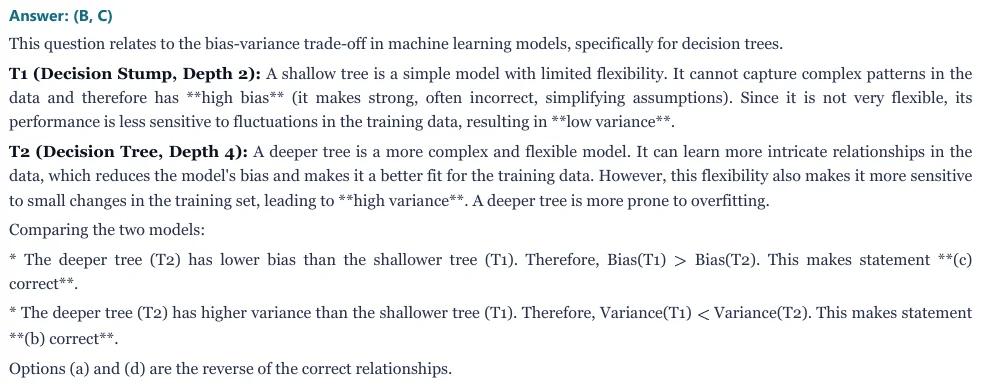 Answer: (B, C)
This question relates to the bias-variance trade-off in machine learning models, specifically for decision trees.
T1 (Decision Stump, Depth 2): A shallow tree is a simple model with limited flexibility. It cannot capture complex patterns in the
data and therefore has **high bias** (it makes strong, often incorrect, simplifying assumptions). Since it is not very flexible, its
performance is less sensitive to fluctuations in the training data, resulting in **low variance**.
T2 (Decision Tree, Depth 4): A deeper tree is a more complex and flexible model. It can learn more intricate relationships in the
data, which reduces the model's bias and makes it a better fit for the training data. However, this flexibility also makes it more sensitive
to small changes in the training set, leading to **high variance**. A deeper tree is more prone to overfitting.
Comparing the two models:
* The deeper tree (T2) has lower bias than the shallower tree (T1). Therefore, Bias(T1) > Bias(T2). This makes statement **(c)
correct**.
* The deeper tree (T2) has higher variance than the shallower tree (T1). Therefore, Variance(T1) < Variance(T2). This makes statement
**(b) correct**.
Options (a) and (d) are the reverse of the correct relationships.